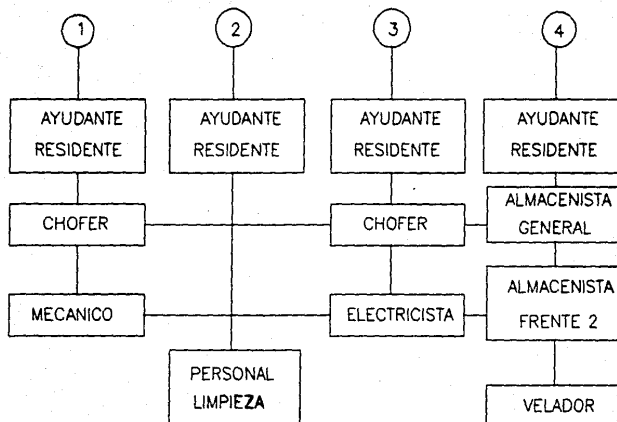 1
2
3
4
AYUDANTE
RESIDENTE
AYUDANTE
RESIDENTE
AYUDANTE
RESIDENTE
AYUDANTE
RESIDENTE
CHOFER
CHOFER
ALMACENISTA
GENERAL
MECANICO
ELECTRICISTA
ALMACENISTA
FRENTE 2
PERSONAL
LIMPIEZA
VELADOR